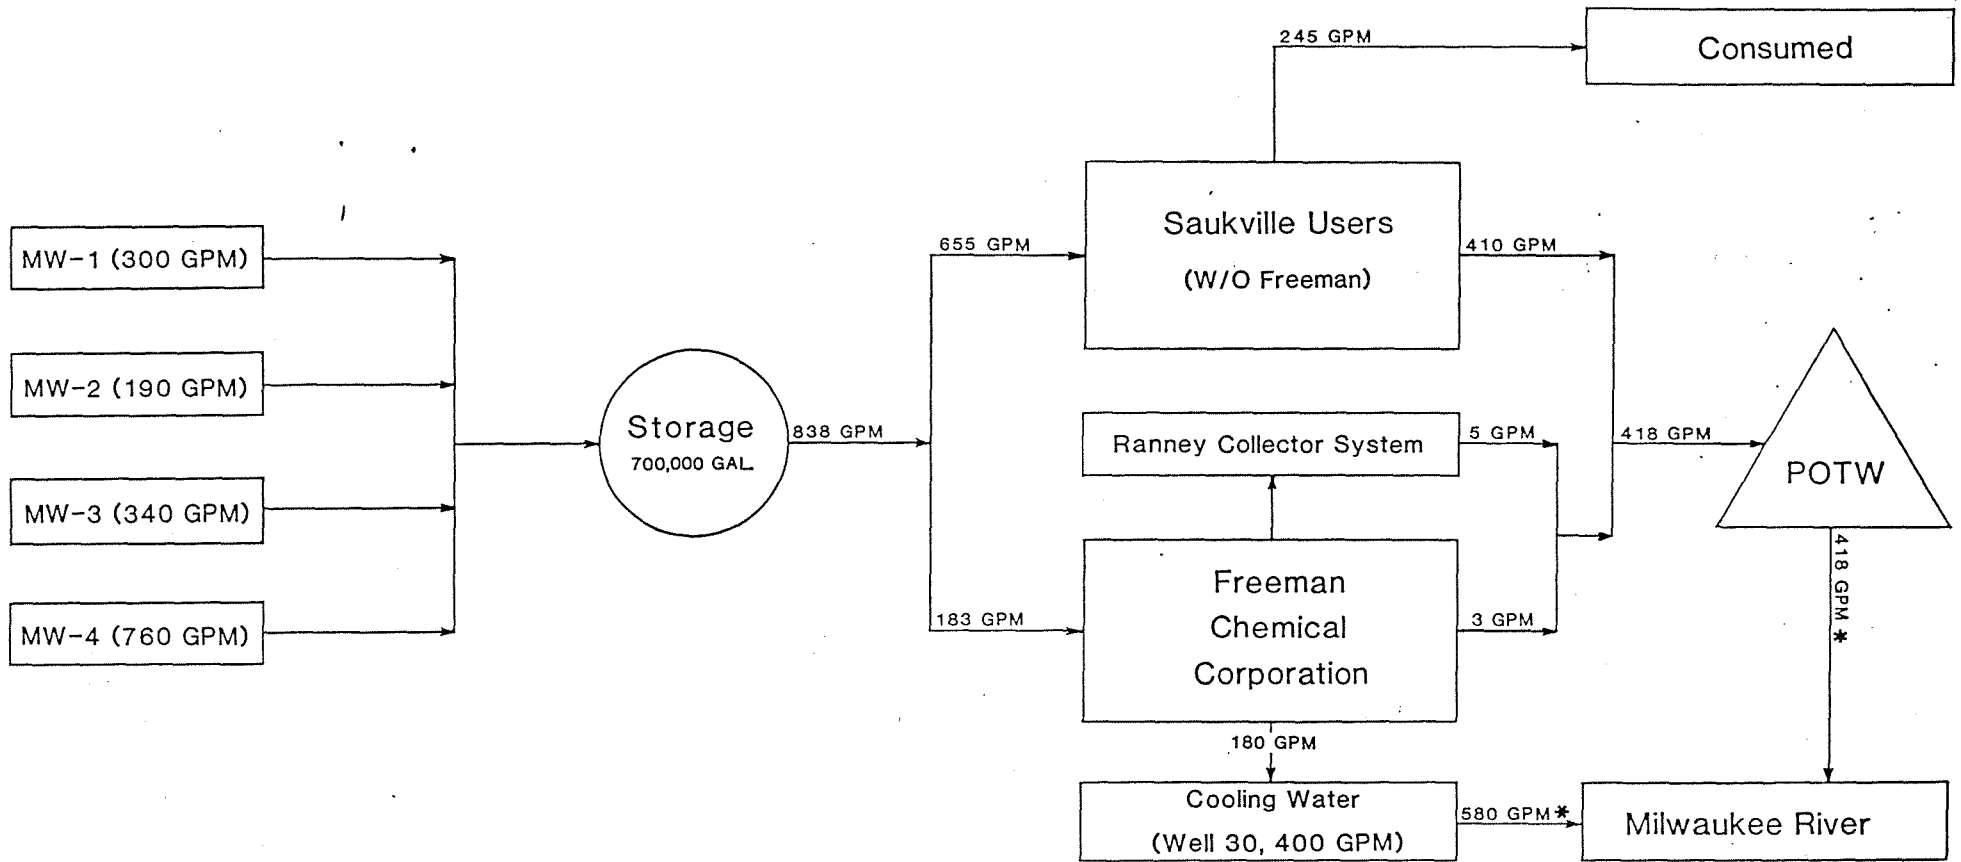 245 GPM
Consumed
MW-1 (300 GPM)
MW-2 (190 GPM)
MW-3 (340 GPM)
MW-4 (760 GPM)
Storage
700,000 GAL.
838 GPM
655 GPM
183 GPM
Saukville Users
(W/O Freeman)
410 GPM
Ranney Collector System
5 GPM
418 GPM
POTW
Freeman
Chemical
Corporation
3 GPM
418 GPM *
180 GPM
Cooling Water
(Well 30, 400 GPM)
580 GPM *
Milwaukee River